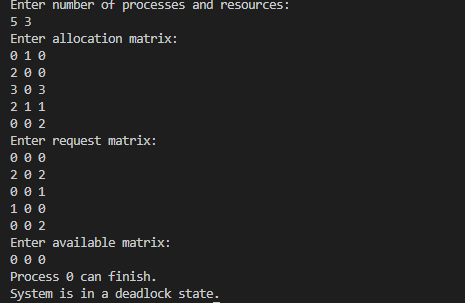 Enter number of processes and resources:
5 3
Enter allocation matrix:
0 1 0
2 0 0
3 0 3
2 1 1
0 0 2
Enter request matrix:
0 0 0
2 0 2
0 0 1
1 0 0
0 0 2
Enter available matrix:
0 0 0
Process 0 can finish.
System is in a deadlock state.